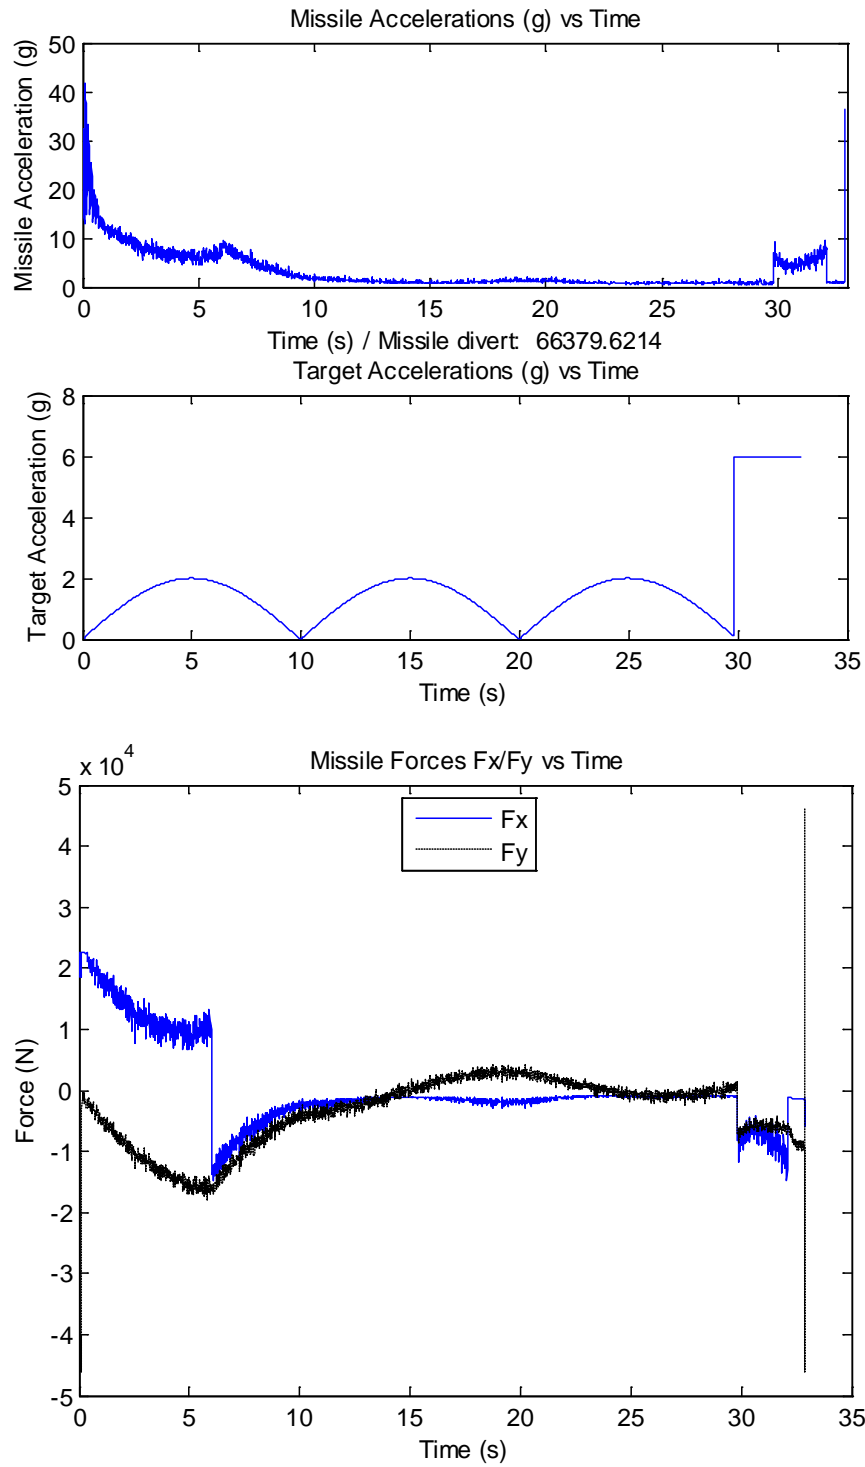 Missile Accelerations (g) vs Time
50
40
30
20
10
0
Missile Acceleration (g)
0 5 10 15 20 25 30
Time (s) / Missile divert: 66379.6214
Target Accelerations (g) vs Time
8
6
4
2
0
Target Acceleration (g)
0 5 10 15 20 25 30 35
Time (s)
x 10^4
Missile Forces Fx/Fy vs Time
5
4
3
2
1
0
-1
-2
-3
-4
-5
Force (N)
Fx
Fy
0 5 10 15 20 25 30 35
Time (s)